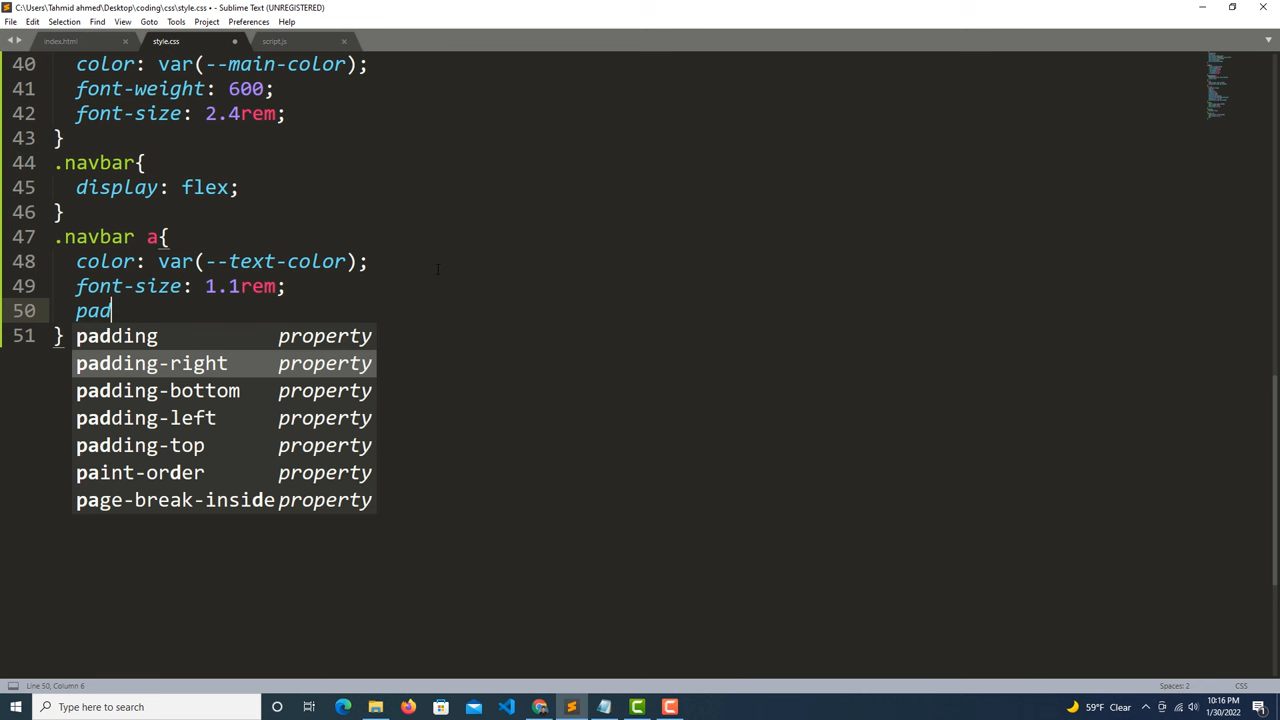 C:\Users\Tahmid ahmed\Desktop\coding\css\style.css • - Sublime Text (UNREGISTERED)
File Edit Selection Find View Goto Tools Project Preferences Help
index.html style.css script.js
40 color: var(--main-color);
41 font-weight: 600;
42 font-size: 2.4rem;
43 }
44 .navbar{
45 display: flex;
46 }
47 .navbar a{
48 color: var(--text-color);
49 font-size: 1.1rem;
50 pad
51 }
padding property
padding-right property
padding-bottom property
padding-left property
padding-top property
paint-order property
page-break-inside property
Line 50, Column 6 Spaces: 2 CSS
Type here to search 59°F Clear 10:16 PM
1/30/2022